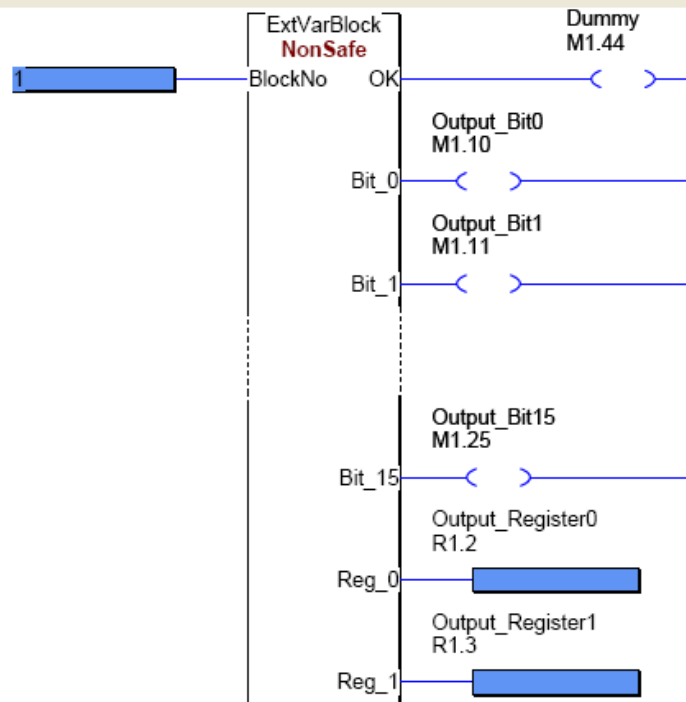 ExtVarBlock
NonSafe
Dummy
M1.44
1
BlockNo OK
Output_Bit0
M1.10
Bit_0
Output_Bit1
M1.11
Bit_1
Output_Bit15
M1.25
Bit_15
Output_Register0
R1.2
Reg_0
Output_Register1
R1.3
Reg_1